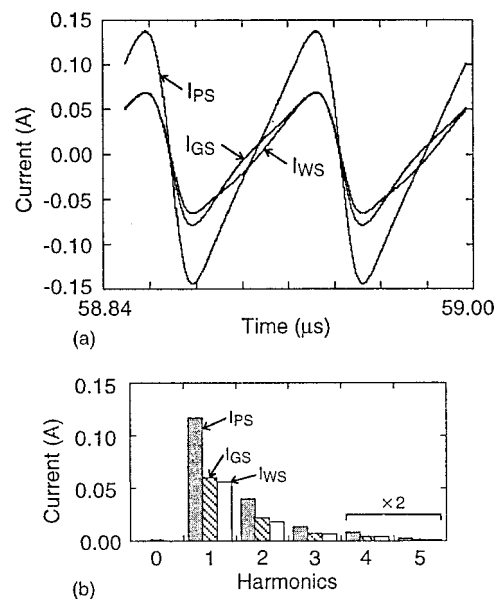 0.15
0.10
0.05
0.00
-0.05
-0.10
-0.15
Current (A)
I_PS
I_GS
I_WS
58.84
59.00
Time (μs)
(a)
0.15
0.10
0.05
0.00
Current (A)
I_PS
I_GS
I_WS
×2
0 1 2 3 4 5
Harmonics
(b)